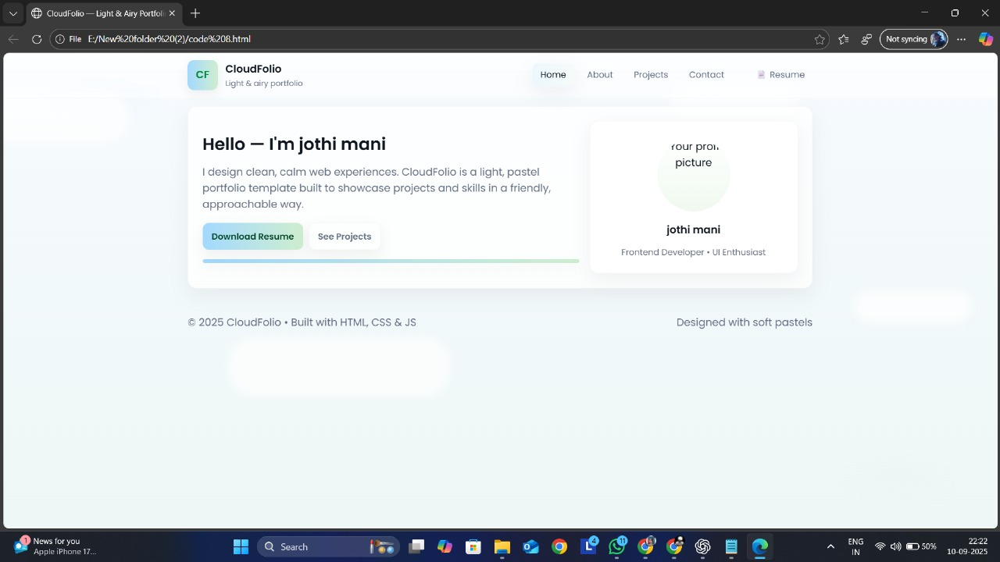 CloudFolio — Light & Airy Portfoli
File E:/New%20folder%20(2)/code%208.html
Not syncing
CF
CloudFolio
Light & airy portfolio
Home
About
Projects
Contact
Resume
Hello — I'm jothi mani
I design clean, calm web experiences. CloudFolio is a light, pastel
portfolio template built to showcase projects and skills in a friendly,
approachable way.
Download Resume
See Projects
picture
jothi mani
Frontend Developer • UI Enthusiast
© 2025 CloudFolio • Built with HTML, CSS & JS
Designed with soft pastels
1
News for you
Apple iPhone 17...
Search
4
11
ENG
IN
50%
22:22
10-09-2025